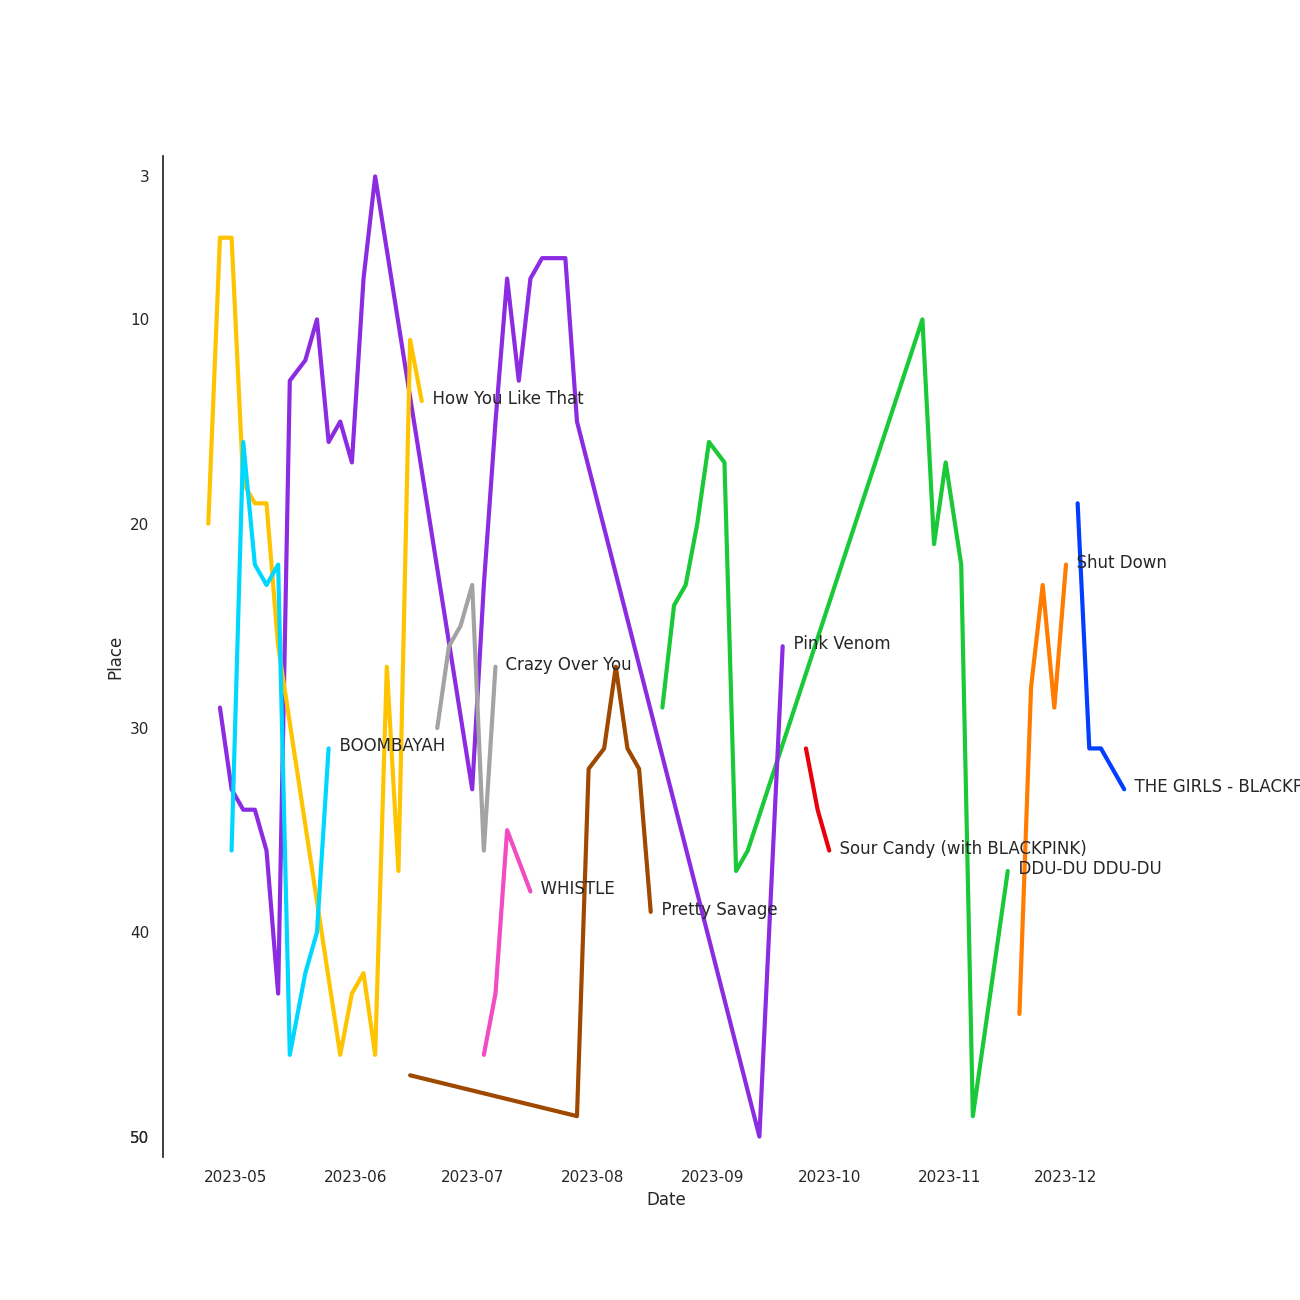 3
10
How You Like That
20
Shut Down
Pink Venom
Crazy Over You
30
BOOMBAYAH
THE GIRLS - BLACKP
Sour Candy (with BLACKPINK)
DDU-DU DDU-DU
WHISTLE
Pretty Savage
40
50
Place
2023-05 2023-06 2023-07 2023-08 2023-09 2023-10 2023-11 2023-12
Date